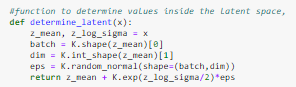 #function to determine values inside the latent space,
def determine_latent(x):
z_mean, z_log_sigma = x
batch = K.shape(z_mean)[0]
dim = K.int_shape(z_mean)[1]
eps = K.random_normal(shape=(batch,dim))
return z_mean + K.exp(z_log_sigma/2)*eps